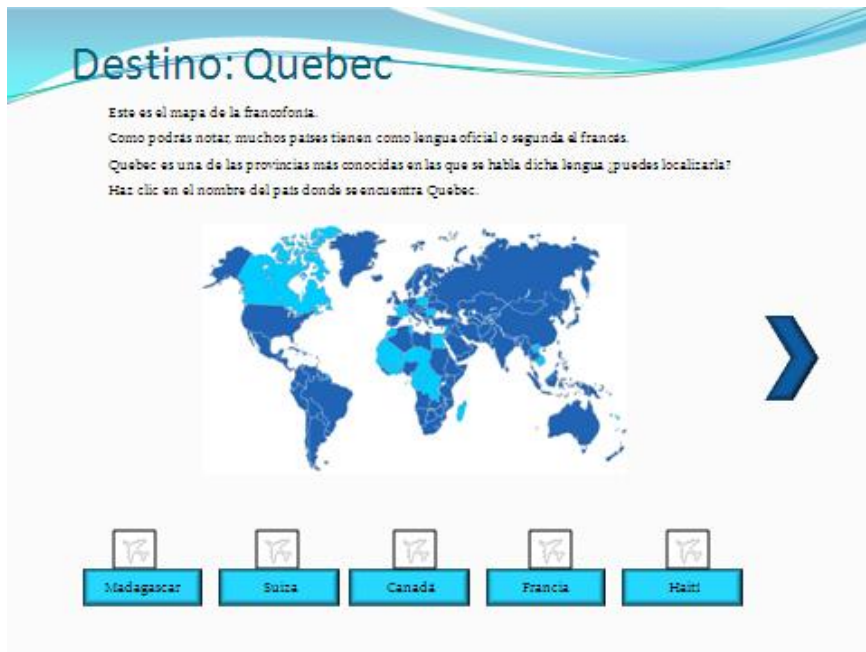 Destino: Quebec
Este es el mapa de la francofonía.
Como podrás notar, muchos países tienen como lengua oficial o segunda el francés.
Quebec es una de las provincias más conocidas en las que se habla dicha lengua ¿puedes localizarla?
Haz clic en el nombre del país donde se encuentra Quebec.
Madagascar
Suiza
Canadá
Francia
Haití